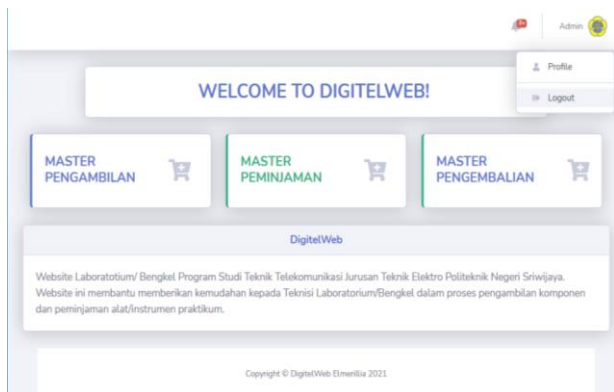 Admin
Profile
Logout
WELCOME TO DIGITELWEB!
MASTER
PENGAMBILAN
MASTER
PEMINJAMAN
MASTER
PENGEMBALIAN
DigitelWeb
Website Laboratotium/ Bengkel Program Studi Teknik Telekomunikasi Jurusan Teknik Elektro Politeknik Negeri Sriwijaya.
Website ini membantu memberikan kemudahan kepada Teknisi Laboratorium/Bengkel dalam proses pengambilan komponen
dan peminjaman alat/instrumen praktikum.
Copyright © DigitelWeb Elmerillia 2021